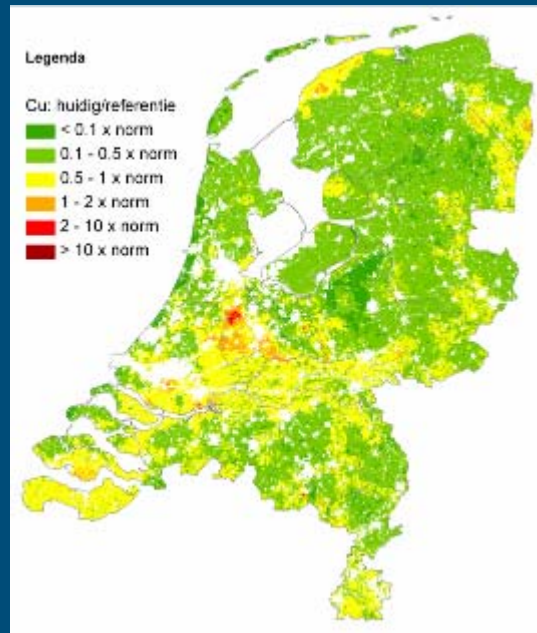 Legenda
Cu: huidig/referentie
< 0.1 x norm
0.1 - 0.5 x norm
0.5 - 1 x norm
1 - 2 x norm
2 - 10 x norm
> 10 x norm